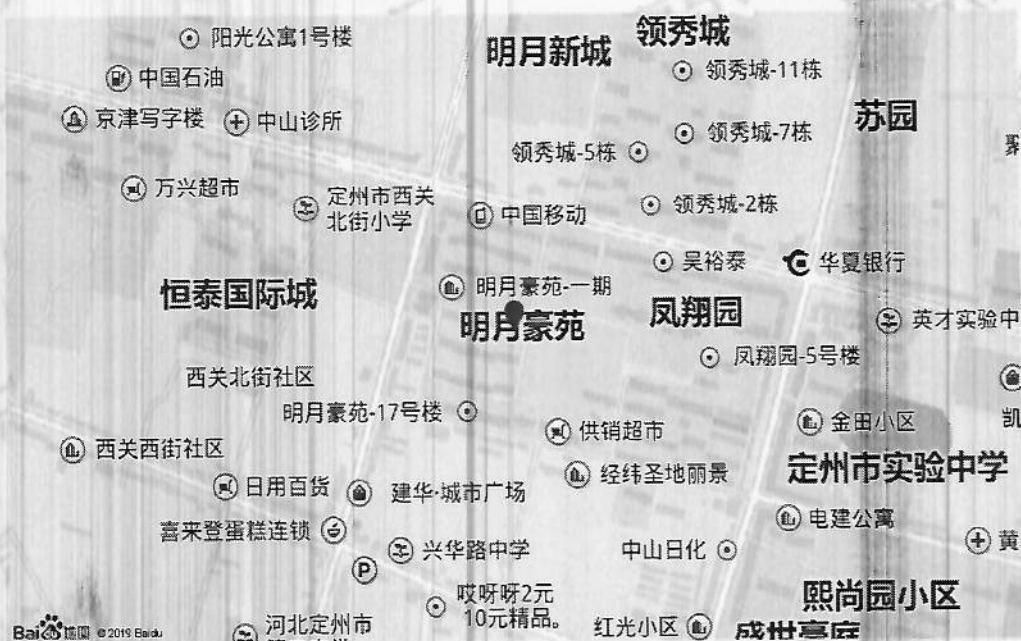 阳光公寓1号楼
明月新城
领秀城
中国石油
领秀城-11栋
京津写字楼
中山诊所
苏园
领秀城-7栋
领秀城-5栋
万兴超市
定州市西关
北街小学
中国移动
领秀城-2栋
吴裕泰
华夏银行
明月豪苑-一期
恒泰国际城
明月豪苑
凤翔园
英才实验中
凤翔园-5号楼
西关北街社区
明月豪苑-17号楼
供销超市
金田小区
凯
西关西街社区
经纬圣地丽景
定州市实验中学
日用百货
建华·城市广场
喜来登蛋糕连锁
电建公寓
兴华路中学
中山日化
黄
P
哎呀呀2元
10元精品。
熙尚园小区
河北定州市
红光小区
盛世豪庭
Bai du 地图 © 2019 Baidu